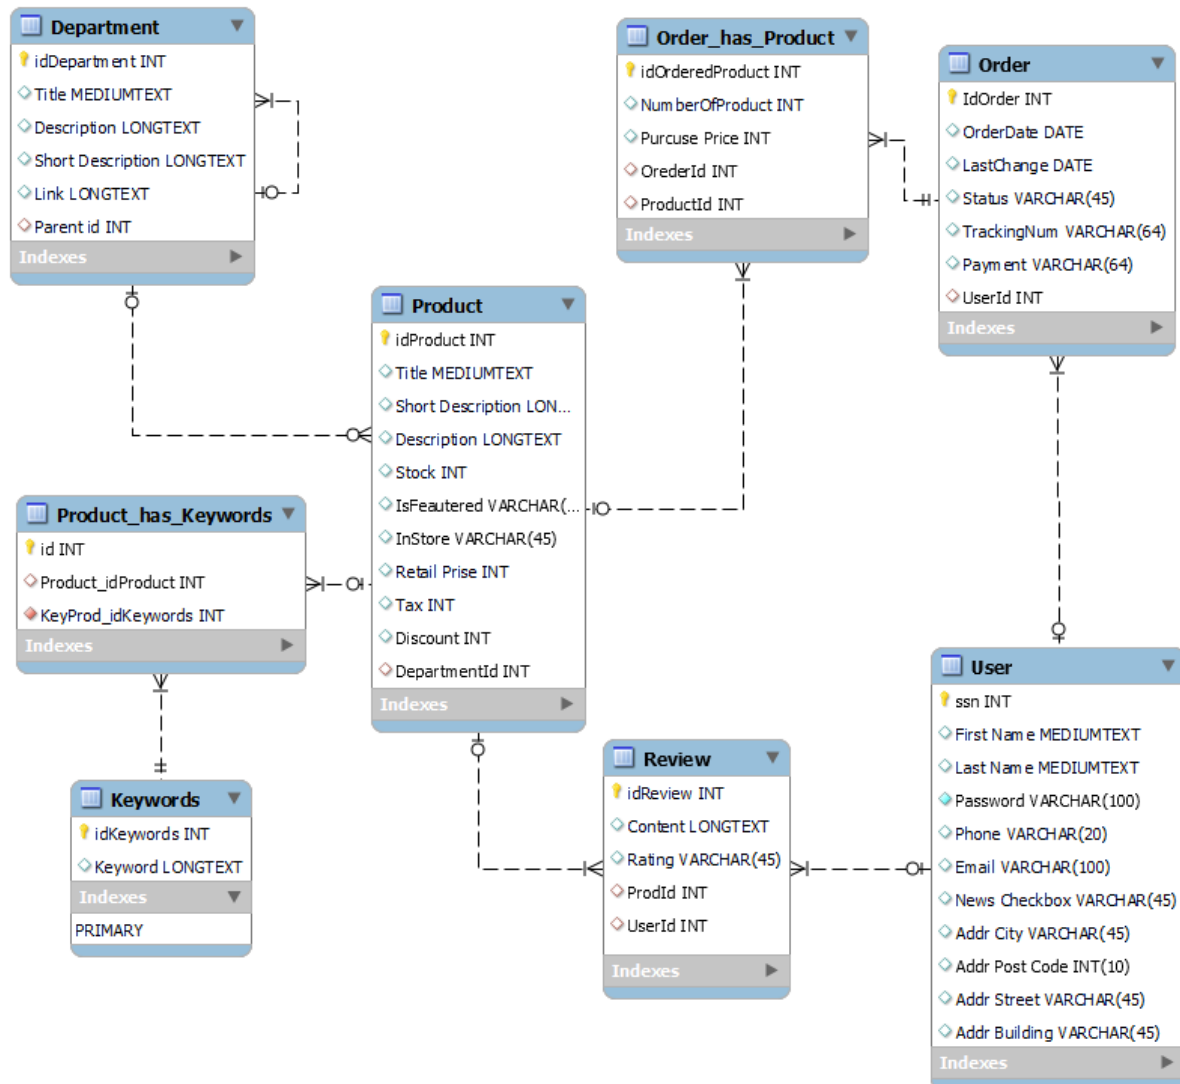 Department
idDepartment INT
Title MEDIUMTEXT
Description LONGTEXT
Short Description LONGTEXT
Link LONGTEXT
Parent id INT
Indexes
Order_has_Product
idOrderedProduct INT
NumberOfProduct INT
Purcuse Price INT
OrederId INT
ProductId INT
Indexes
Order
IdOrder INT
OrderDate DATE
LastChange DATE
Status VARCHAR(45)
TrackingNum VARCHAR(64)
Payment VARCHAR(64)
UserId INT
Indexes
Product
idProduct INT
Title MEDIUMTEXT
Short Description LON...
Description LONGTEXT
Stock INT
IsFeautered VARCHAR(...
InStore VARCHAR(45)
Retail Prise INT
Tax INT
Discount INT
DepartmentId INT
Indexes
Product_has_Keywords
id INT
Product_idProduct INT
KeyProd_idKeywords INT
Indexes
Keywords
idKeywords INT
Keyword LONGTEXT
Indexes
PRIMARY
Review
idReview INT
Content LONGTEXT
Rating VARCHAR(45)
ProdId INT
UserId INT
Indexes
User
ssn INT
First Name MEDIUMTEXT
Last Name MEDIUMTEXT
Password VARCHAR(100)
Phone VARCHAR(20)
Email VARCHAR(100)
News Checkbox VARCHAR(45)
Addr City VARCHAR(45)
Addr Post Code INT(10)
Addr Street VARCHAR(45)
Addr Building VARCHAR(45)
Indexes